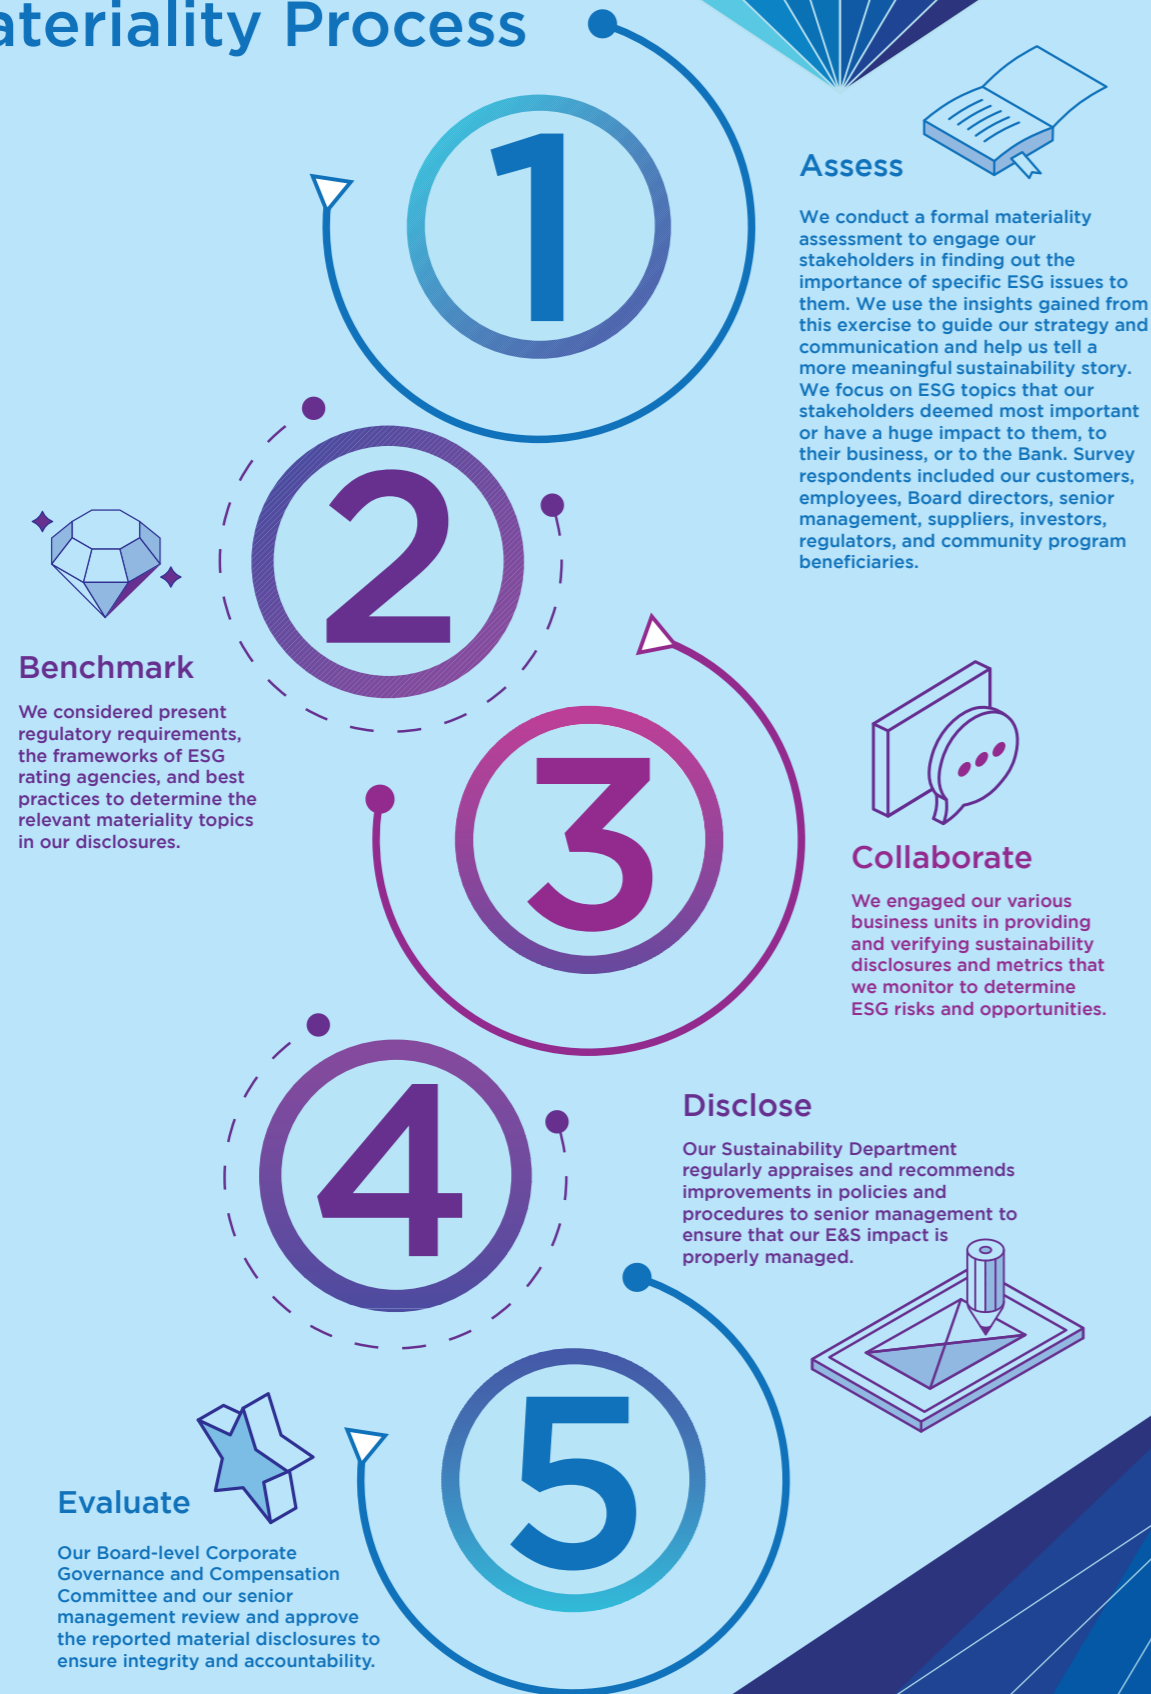 ateriality Process
1
Assess
We conduct a formal materiality
assessment to engage our
stakeholders in finding out the
importance of specific ESG issues to
them. We use the insights gained from
this exercise to guide our strategy and
communication and help us tell a
more meaningful sustainability story.
We focus on ESG topics that our
stakeholders deemed most important
or have a huge impact to them, to
their business, or to the Bank. Survey
respondents included our customers,
employees, Board directors, senior
management, suppliers, investors,
regulators, and community program
beneficiaries.
2
Benchmark
We considered present
regulatory requirements,
the frameworks of ESG
rating agencies, and best
practices to determine the
relevant materiality topics
in our disclosures.
3
Collaborate
We engaged our various
business units in providing
and verifying sustainability
disclosures and metrics that
we monitor to determine
ESG risks and opportunities.
4
Disclose
Our Sustainability Department
regularly appraises and recommends
improvements in policies and
procedures to senior management to
ensure that our E&S impact is
properly managed.
5
Evaluate
Our Board-level Corporate
Governance and Compensation
Committee and our senior
management review and approve
the reported material disclosures to
ensure integrity and accountability.